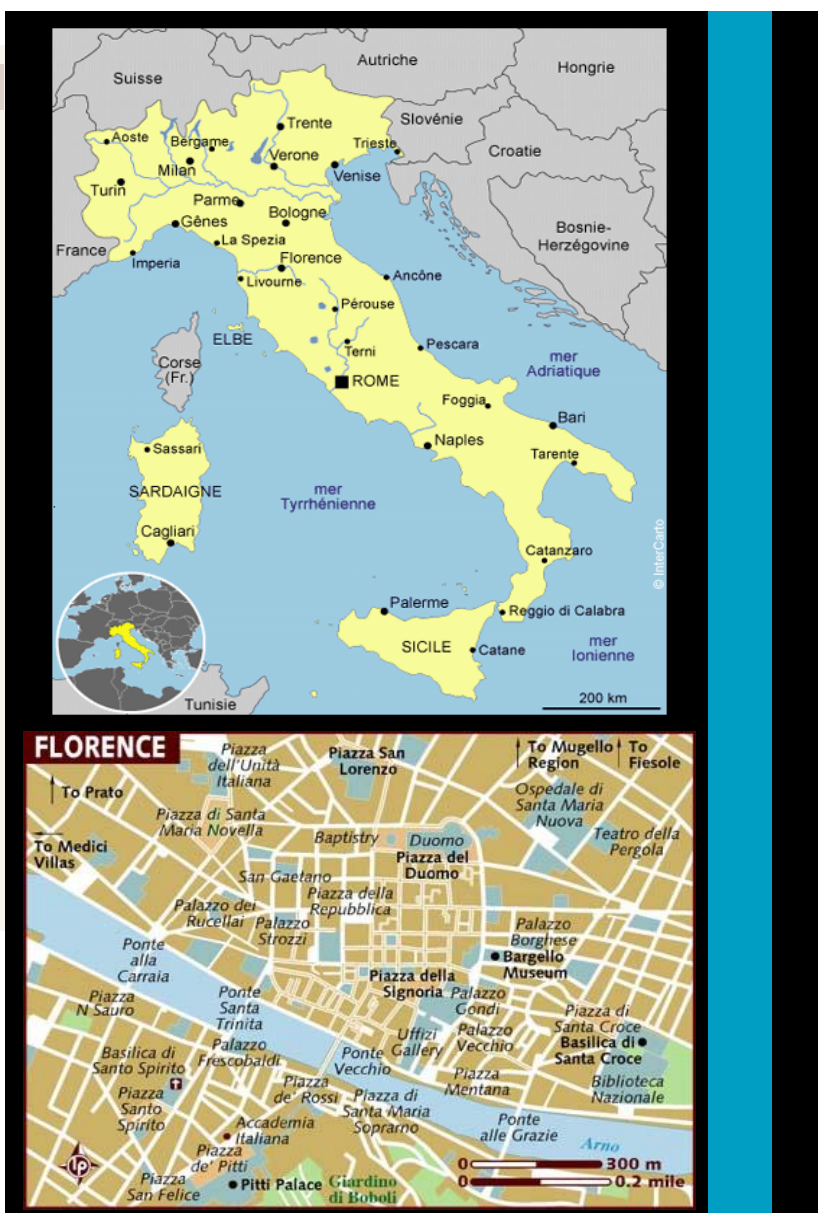 Autriche
Suisse
Hongrie
Slovénie
Croatie
Trente
Aoste
Bergame
Trieste
Verone
Milan
Venise
Turin
Parme
Bologne
Bosnie-
Herzégovine
Gênes
La Spezia
France
Imperia
Florence
Ancône
Livourne
Pérouse
ELBE
Terni
Pescara
mer
Adriatique
Corse
(Fr.)
ROME
Foggia
Bari
Naples
Sassari
Tarente
SARDAIGNE
mer
Tyrrhénienne
Cagliari
© InterCarto
Catanzaro
Palerme
Reggio di Calabra
SICILE
Catane
mer
Ionienne
Tunisie
200 km
FLORENCE
Piazza
dell'Unità
Italiana
Piazza San
Lorenzo
To Mugello
Region
To
Fiesole
To Prato
Ospedale di
Santa Maria
Nuova
Piazza di Santa
Maria Novella
Teatro della
Pergola
To Medici
Villas
Baptistry
Duomo
Piazza del
Duomo
San Gaetano
Piazza della
Repubblica
Palazzo dei
Rucellai
Palazzo
Strozzi
Palazzo
Borghese
Bargello
Museum
Ponte
alla
Carraia
Piazza della
Signoria
Palazzo
Gondi
Piazza
N Sauro
Ponte
Santa
Trinita
Piazza di
Santa Croce
Basilica di
Santa Croce
Uffizi
Gallery
Palazzo
Vecchio
Palazzo
Frescobaldi
Ponte
Vecchio
Basilica di
Santo Spirito
Piazza
Mentana
Biblioteca
Nazionale
Piazza
Santo
Spirito
Piazza
de' Rossi
Piazza di
Santa Maria
Soprarno
Ponte
alle Grazie
Accademia
Italiana
Arno
Piazza
de' Pitti
LP
0 300 m
0 0.2 mile
Piazza
San Felice
Pitti Palace
Giardino
di Boboli